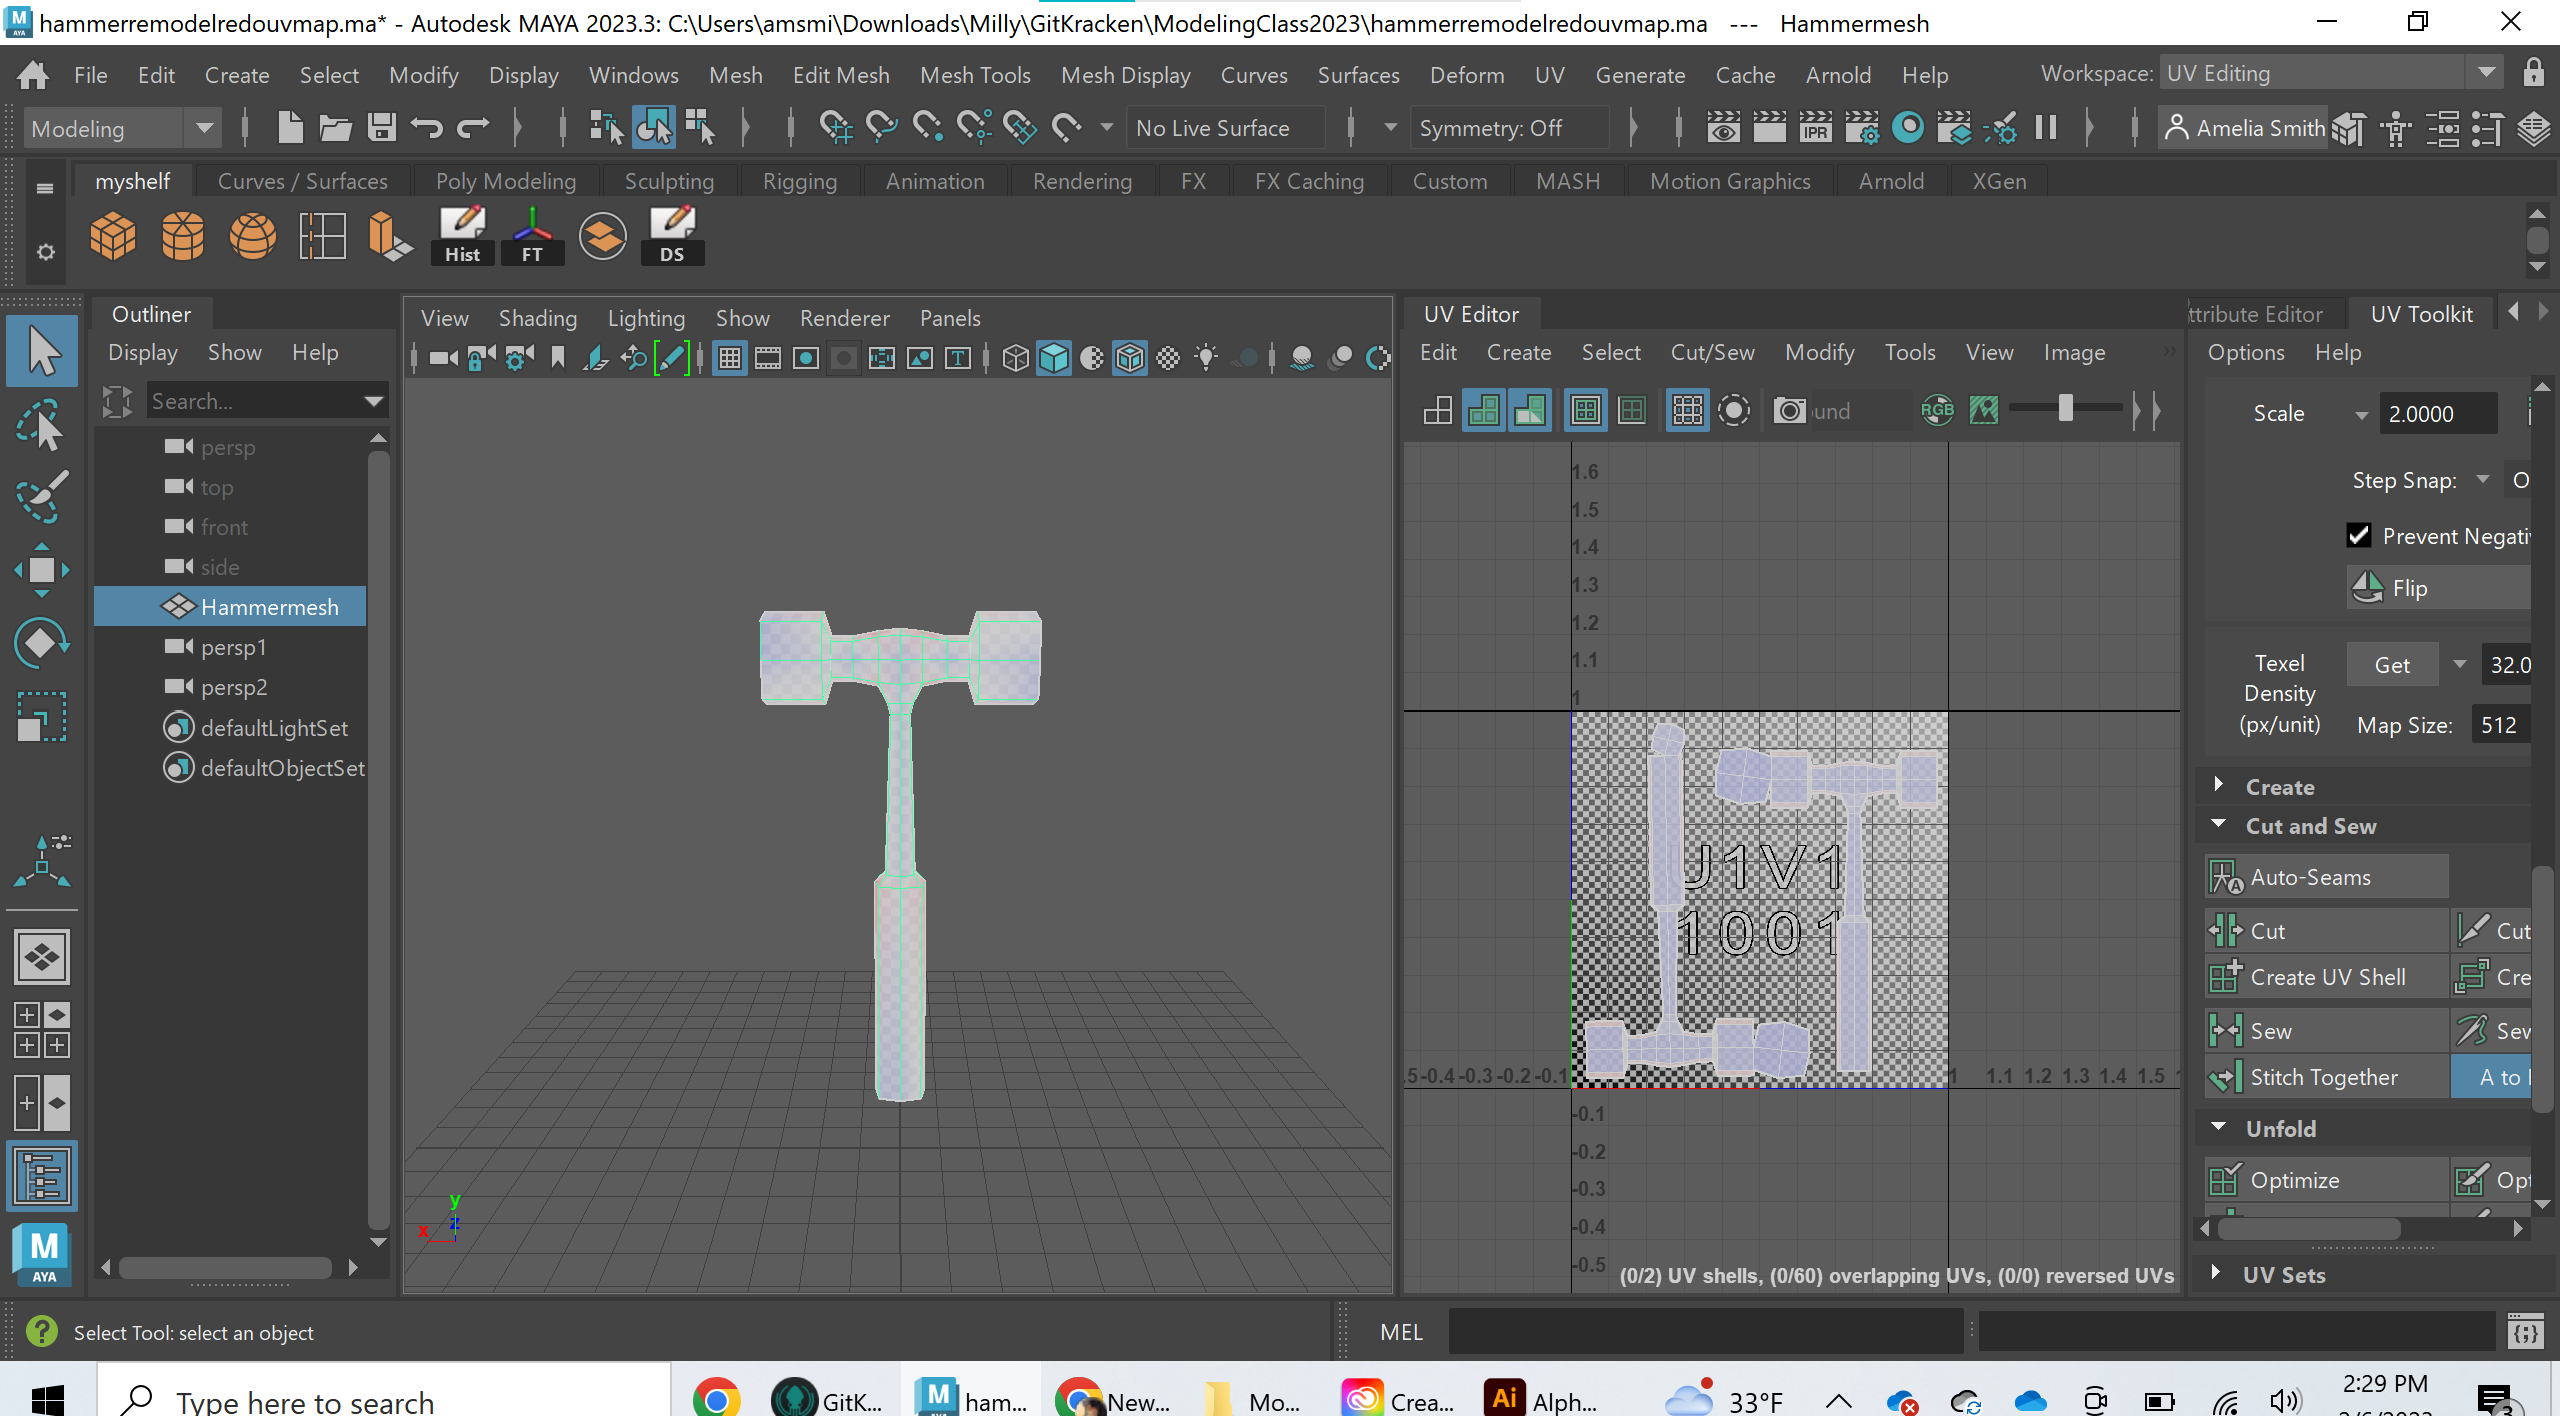 hammerremodelredouvmap.ma* - Autodesk MAYA 2023.3: C:\Users\amsmi\Downloads\Milly\GitKracken\ModelingClass2023\hammerremodelredouvmap.ma --- Hammermesh
File Edit Create Select Modify Display Windows Mesh Edit Mesh Mesh Tools Mesh Display Curves Surfaces Deform UV Generate Cache Arnold Help Workspace: UV Editing
Modeling No Live Surface Symmetry: Off IPR Amelia Smith
myshelf Curves / Surfaces Poly Modeling Sculpting Rigging Animation Rendering FX FX Caching Custom MASH Motion Graphics Arnold XGen
Hist FT DS
Outliner
Display Show Help
Search...
persp
top
front
side
Hammermesh
persp1
persp2
defaultLightSet
defaultObjectSet
View Shading Lighting Show Renderer Panels
y
x z
UV Editor
Edit Create Select Cut/Sew Modify Tools View Image
und RGB
1.6
1.5
1.4
1.3
1.2
1.1
1
U1V1
1001
.5 -0.4 -0.3 -0.2 -0.1 1 1.1 1.2 1.3 1.4 1.5
-0.1
-0.2
-0.3
-0.4
-0.5
(0/2) UV shells, (0/60) overlapping UVs, (0/0) reversed UVs
ttribute Editor UV Toolkit
Options Help
Scale 2.0000
Step Snap: O
Prevent Negati
Flip
Texel Density (px/unit) Get 32.0
Map Size: 512
Create
Cut and Sew
Auto-Seams
Cut Cut
Create UV Shell Cre
Sew Sew
Stitch Together A to
Unfold
Optimize Opt
UV Sets
Select Tool: select an object MEL
M AYA
Type here to search GitK... ham... New... Mo... Crea... Ai Alph... 33°F 2:29 PM